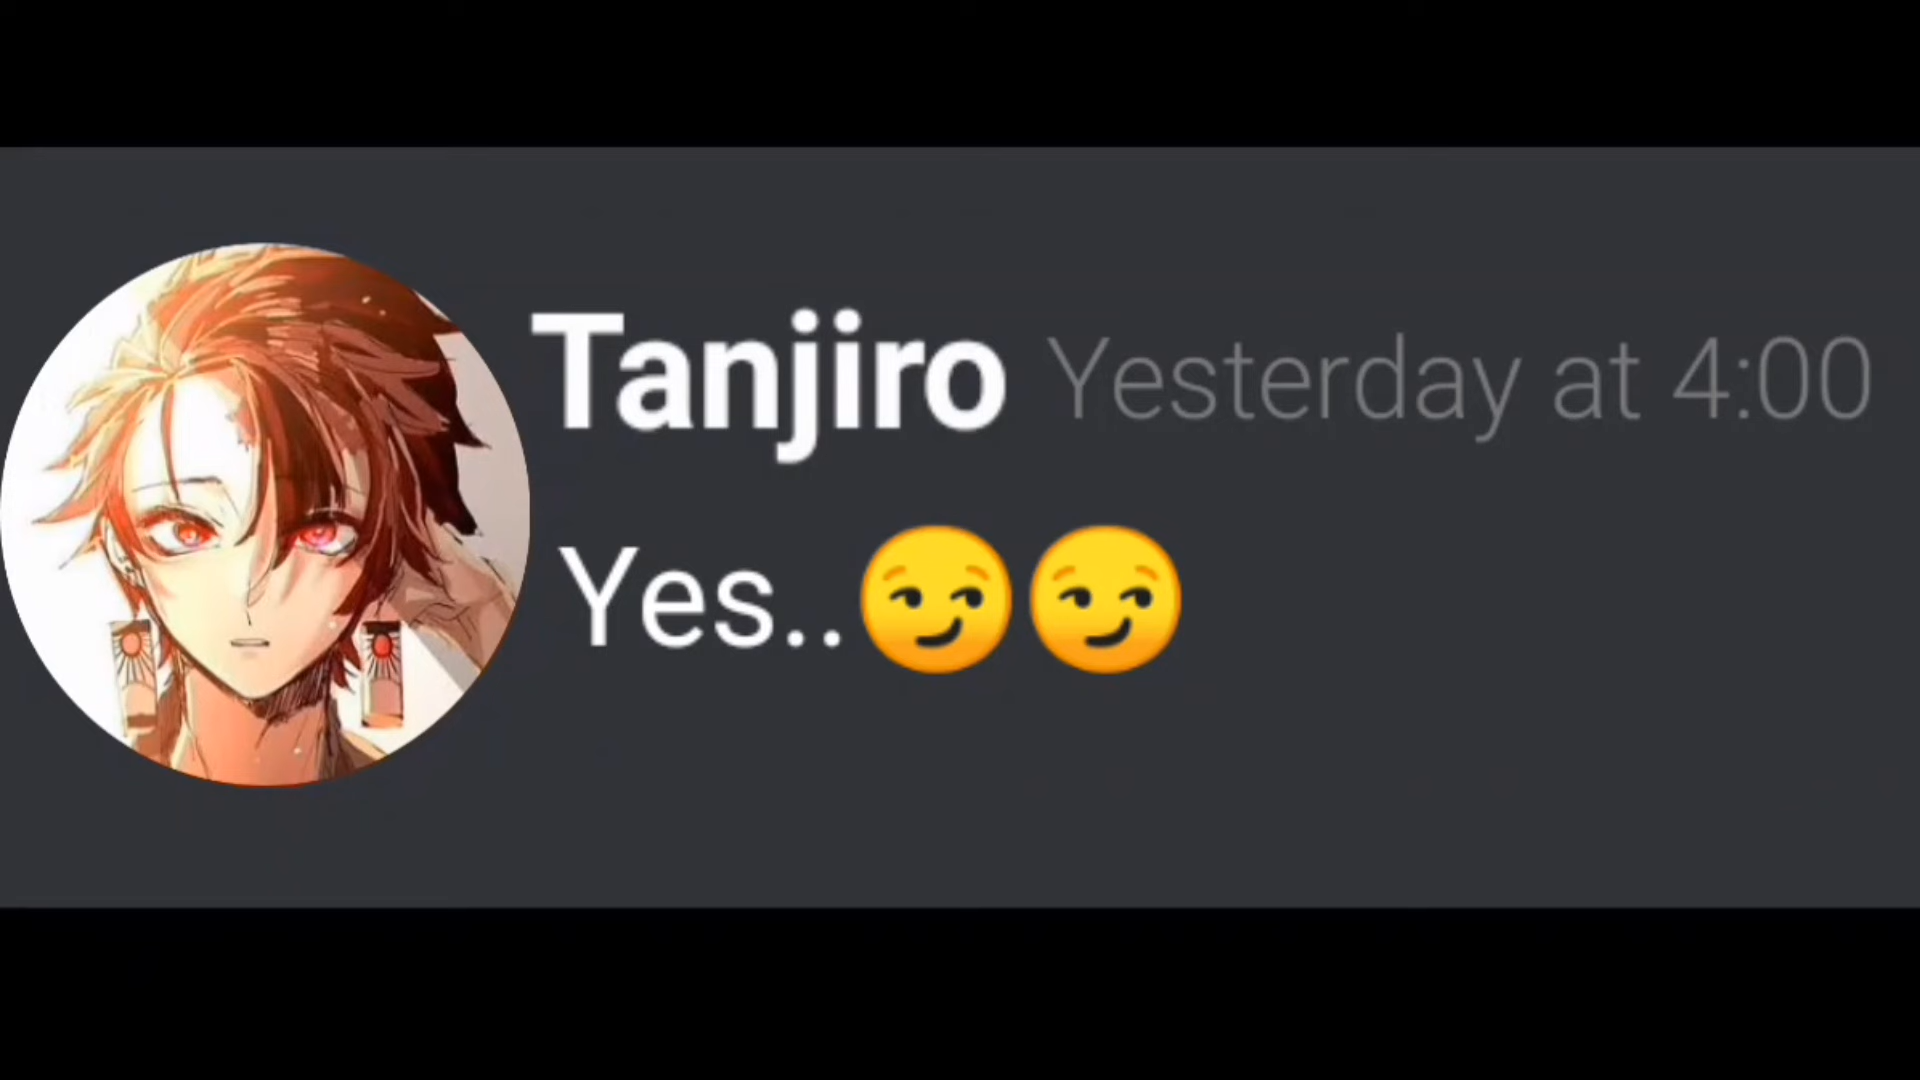 Tanjiro Yesterday at 4:00
Yes..😏😏